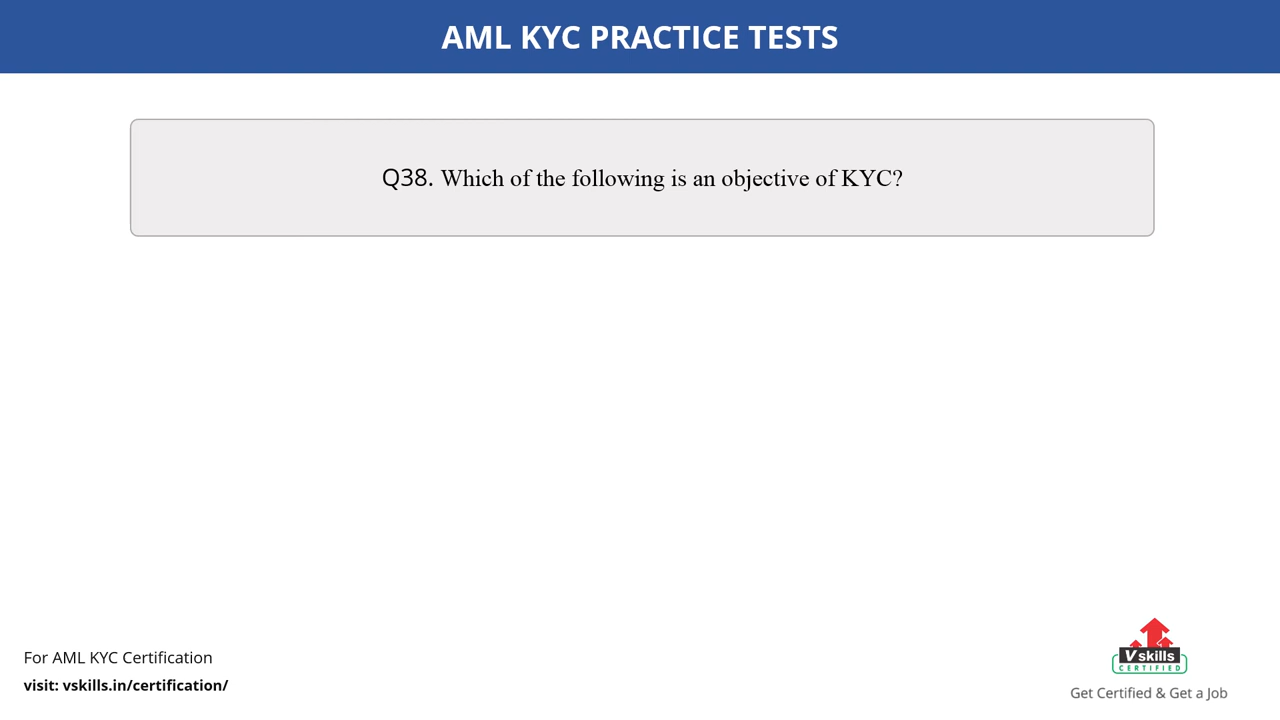 AML KYC PRACTICE TESTS
Q38. Which of the following is an objective of KYC?
For AML KYC Certification
visit: vskills.in/certification/
Vskills
CERTIFIED
Get Certified & Get a Job